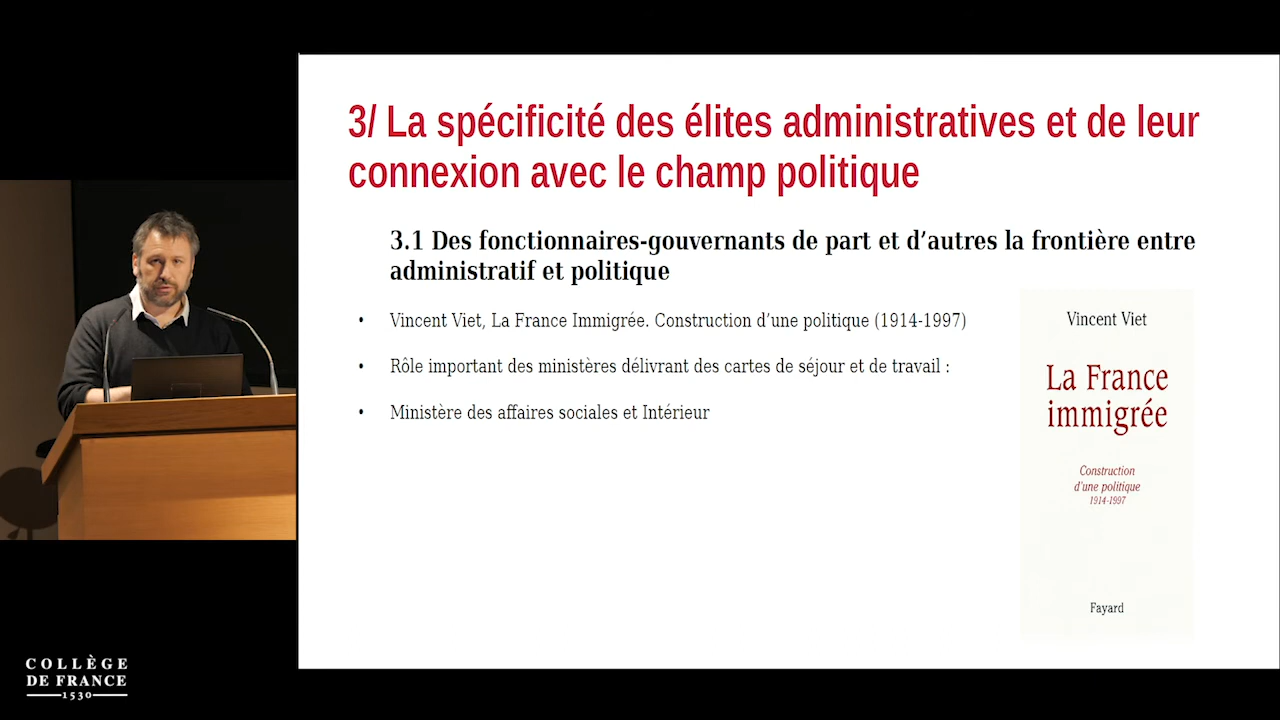 3/ La spécificité des élites administratives et de leur
connexion avec le champ politique
3.1 Des fonctionnaires-gouvernants de part et d’autres la frontière entre
administratif et politique
• Vincent Viet, La France Immigrée. Construction d’une politique (1914-1997)
• Rôle important des ministères délivrant des cartes de séjour et de travail :
• Ministère des affaires sociales et Intérieur
Vincent Viet
La France
immigrée
Construction
d'une politique
1914-1997
Fayard
COLLÈGE
DE FRANCE
1530